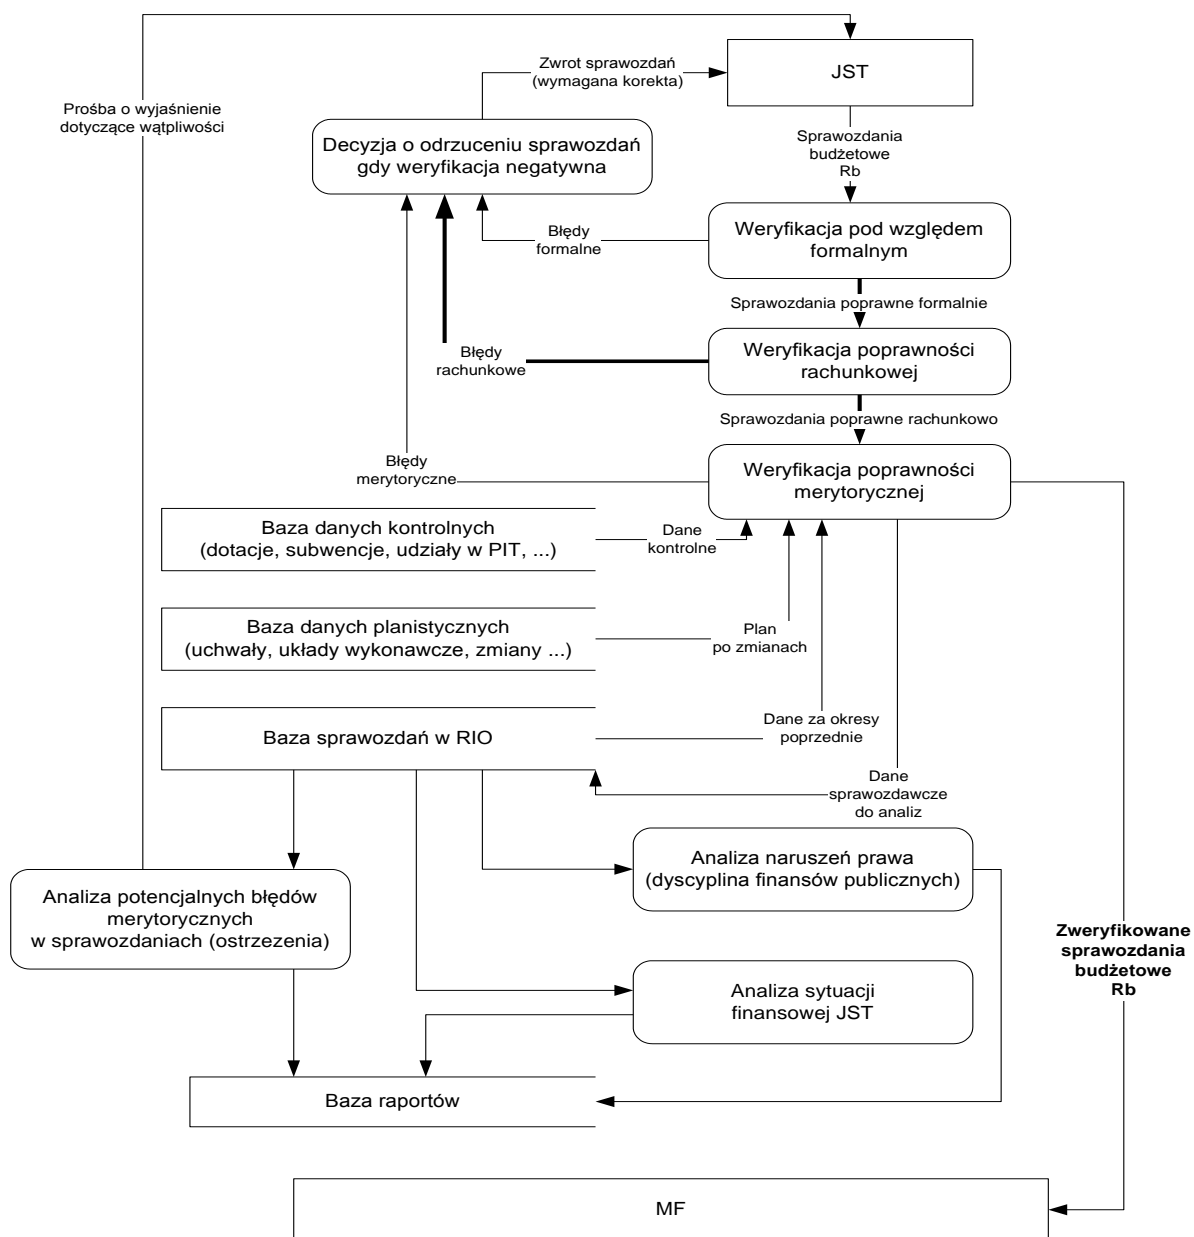 JST
Zwrot sprawozdań
(wymagana korekta)
Prośba o wyjaśnienie
dotyczące wątpliwości
Decyzja o odrzuceniu sprawozdań
gdy weryfikacja negatywna
Sprawozdania
budżetowe
Rb
Weryfikacja pod względem
formalnym
Błędy
formalne
Sprawozdania poprawne formalnie
Weryfikacja poprawności
rachunkowej
Błędy
rachunkowe
Sprawozdania poprawne rachunkowo
Weryfikacja poprawności
merytorycznej
Błędy
merytoryczne
Baza danych kontrolnych
(dotacje, subwencje, udziały w PIT, ...)
Dane
kontrolne
Baza danych planistycznych
(uchwały, układy wykonawcze, zmiany ...)
Plan
po zmianach
Baza sprawozdań w RIO
Dane za okresy
poprzednie
Dane
sprawozdawcze
do analiz
Analiza naruszeń prawa
(dyscyplina finansów publicznych)
Analiza potencjalnych błędów
merytorycznych
w sprawozdaniach (ostrzezenia)
Zweryfikowane
sprawozdania
budżetowe
Rb
Analiza sytuacji
finansowej JST
Baza raportów
MF